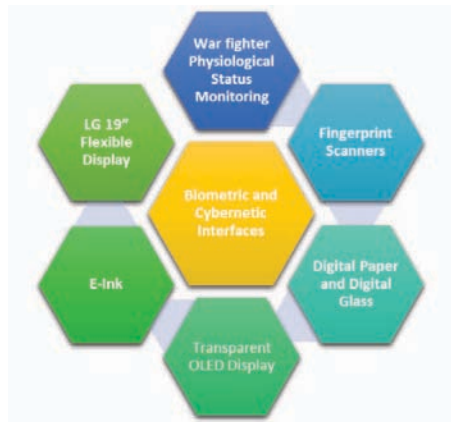 War fighter
Physiological
Status
Monitoring
LG 19"
Flexible
Display
Fingerprint
Scanners
Biometric and
Cybernetic
Interfaces
E-Ink
Digital Paper
and Digital
Glass
Transparent
OLED Display